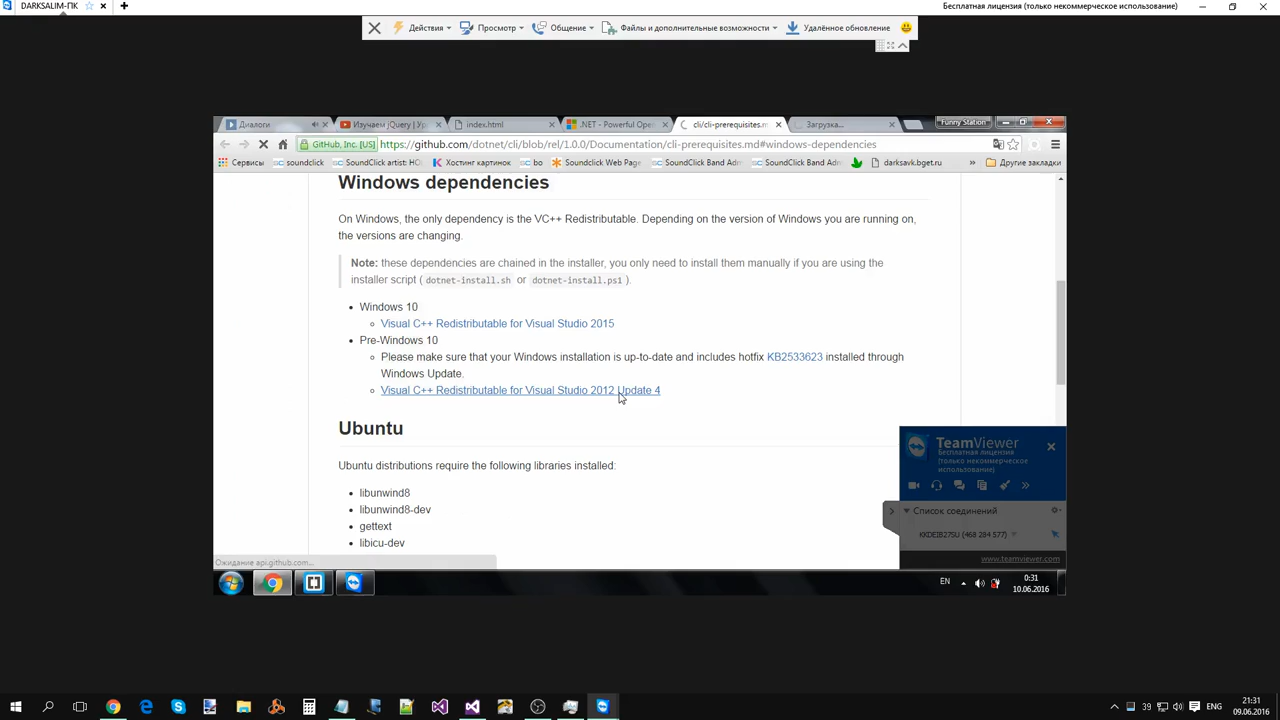 DARKSALIM-ПК
Бесплатная лицензия (только некоммерческое использование)
Действия
Просмотр
Общение
Файлы и дополнительные возможности
Удалённое обновление
Диалоги
Изучаем jQuery | Ур
index.html
.NET - Powerful Ope
cli/cli-prerequisites.m
Загрузка...
Funny Station
GitHub, Inc. [US]
https://github.com/dotnet/cli/blob/rel/1.0.0/Documentation/cli-prerequisites.md#windows-dependencies
Сервисы
soundclick
SoundClick artist: HO
Хостинг картинок
bo
Soundclick Web Page
SoundClick Band Adm
SoundClick Band Adm
darksavk.bget.ru
»
Другие закладки
Windows dependencies
On Windows, the only dependency is the VC++ Redistributable. Depending on the version of Windows you are running on,
the versions are changing.
Note: these dependencies are chained in the installer, you only need to install them manually if you are using the
installer script ( dotnet-install.sh or dotnet-install.ps1 ).
Windows 10
Visual C++ Redistributable for Visual Studio 2015
Pre-Windows 10
Please make sure that your Windows installation is up-to-date and includes hotfix KB2533623 installed through
Windows Update.
Visual C++ Redistributable for Visual Studio 2012 Update 4
Ubuntu
Ubuntu distributions require the following libraries installed:
libunwind8
libunwind8-dev
gettext
libicu-dev
TeamViewer
Бесплатная лицензия
(только некоммерческое
использование)
Список соединений
KKDEIB27SU (468 284 577)
www.teamviewer.com
Ожидание api.github.com...
EN
0:31
10.06.2016
39
ENG
21:31
09.06.2016